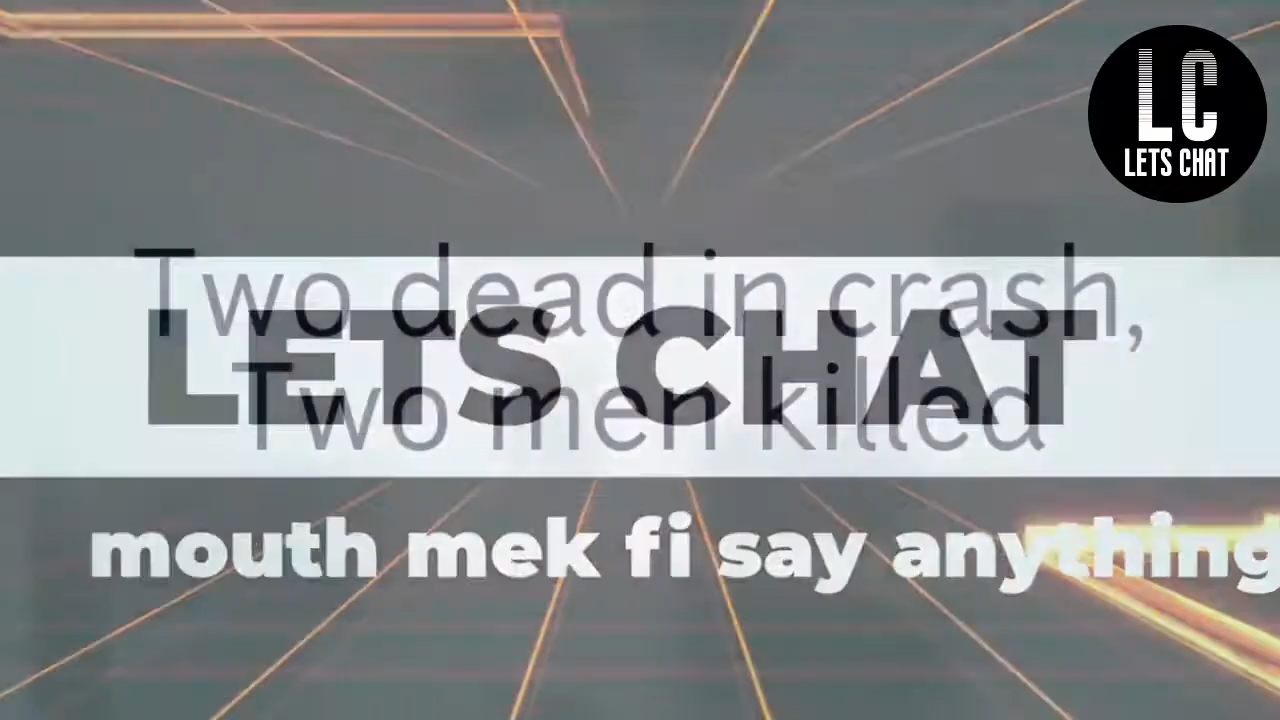 LC
LETS CHAT
Two dead in crash,
LETS CHAT
Two men killed
mouth mek fi say anything